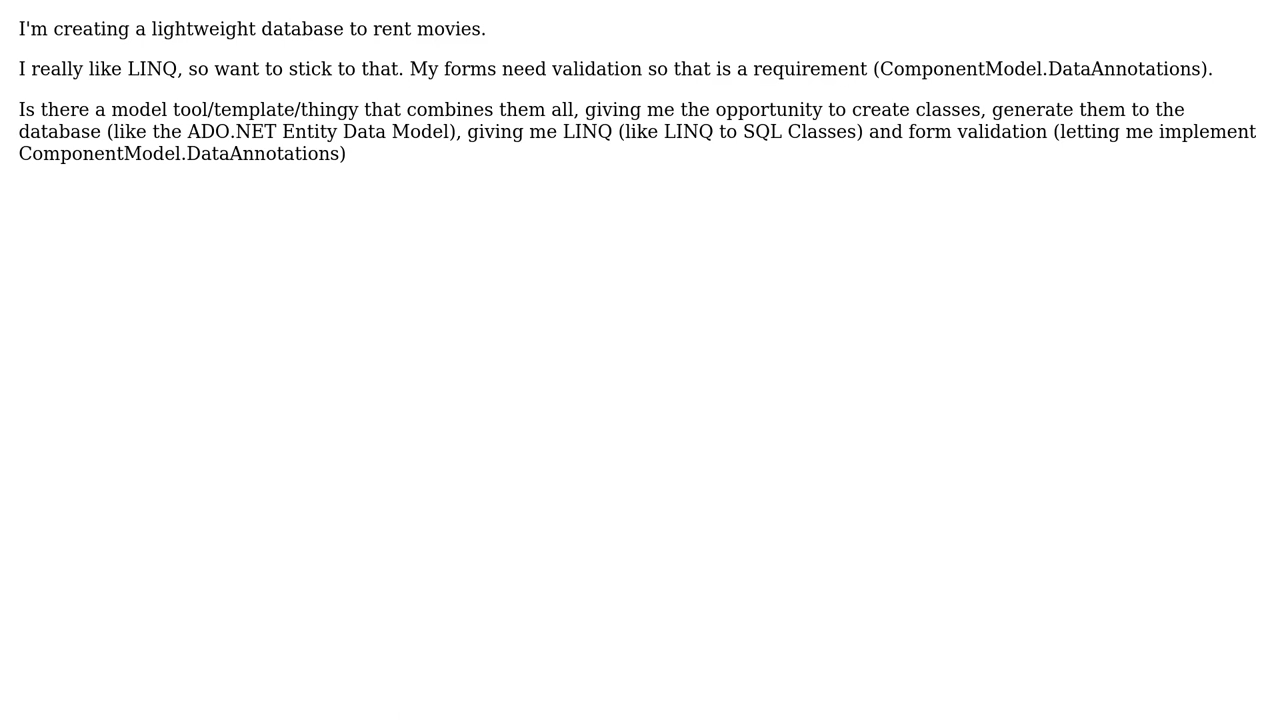 I'm creating a lightweight database to rent movies.
I really like LINQ, so want to stick to that. My forms need validation so that is a requirement (ComponentModel.DataAnnotations).
Is there a model tool/template/thingy that combines them all, giving me the opportunity to create classes, generate them to the
database (like the ADO.NET Entity Data Model), giving me LINQ (like LINQ to SQL Classes) and form validation (letting me implement
ComponentModel.DataAnnotations)